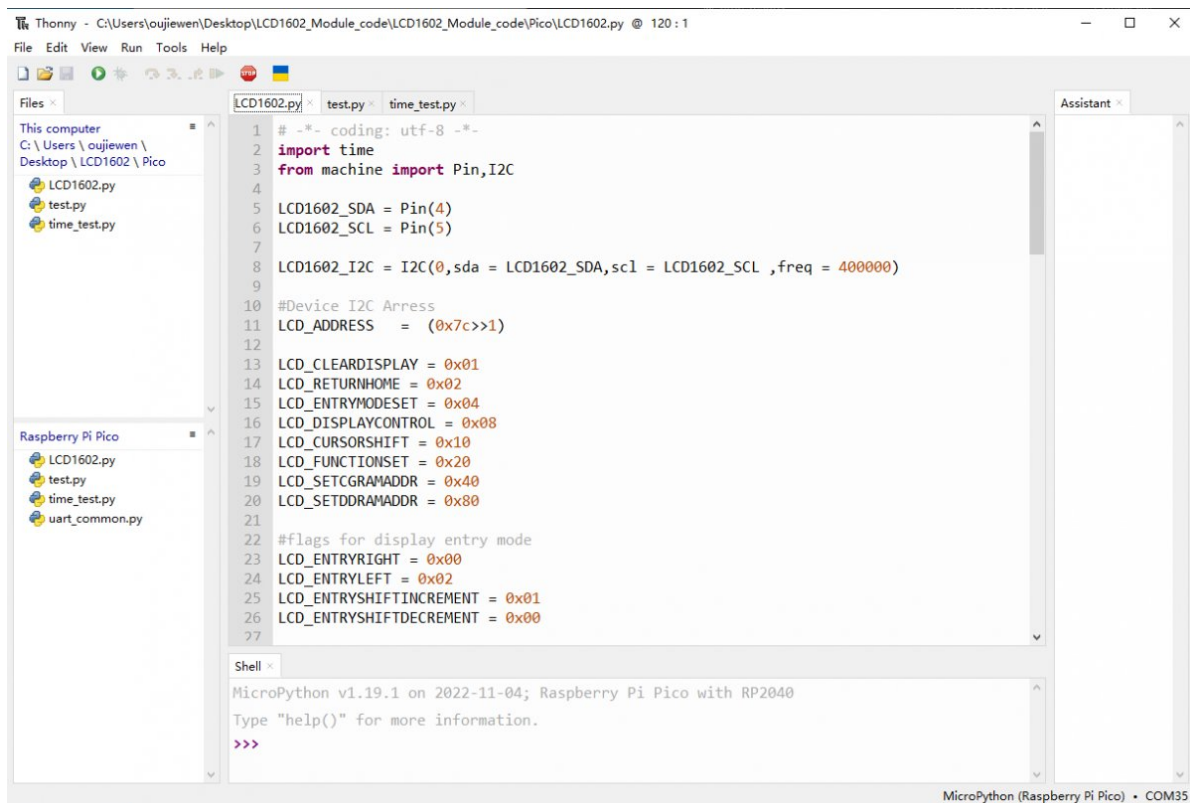 Thonny - C:\Users\oujiewen\Desktop\LCD1602_Module_code\LCD1602_Module_code\Pico\LCD1602.py @ 120 : 1
File Edit View Run Tools Help
STOP
Files
This computer
C: \ Users \ oujiewen \
Desktop \ LCD1602 \ Pico
LCD1602.py
test.py
time_test.py
Raspberry Pi Pico
LCD1602.py
test.py
time_test.py
uart_common.py
LCD1602.py test.py time_test.py
1 # -*- coding: utf-8 -*-
2 import time
3 from machine import Pin,I2C
4
5 LCD1602_SDA = Pin(4)
6 LCD1602_SCL = Pin(5)
7
8 LCD1602_I2C = I2C(0,sda = LCD1602_SDA,scl = LCD1602_SCL ,freq = 400000)
9
10 #Device I2C Arress
11 LCD_ADDRESS   =  (0x7c>>1)
12
13 LCD_CLEARDISPLAY = 0x01
14 LCD_RETURNHOME = 0x02
15 LCD_ENTRYMODESET = 0x04
16 LCD_DISPLAYCONTROL = 0x08
17 LCD_CURSORSHIFT = 0x10
18 LCD_FUNCTIONSET = 0x20
19 LCD_SETCGRAMADDR = 0x40
20 LCD_SETDDRAMADDR = 0x80
21
22 #flags for display entry mode
23 LCD_ENTRYRIGHT = 0x00
24 LCD_ENTRYLEFT = 0x02
25 LCD_ENTRYSHIFTINCREMENT = 0x01
26 LCD_ENTRYSHIFTDECREMENT = 0x00
27
Shell
MicroPython v1.19.1 on 2022-11-04; Raspberry Pi Pico with RP2040
Type "help()" for more information.
>>>
Assistant
MicroPython (Raspberry Pi Pico) • COM35